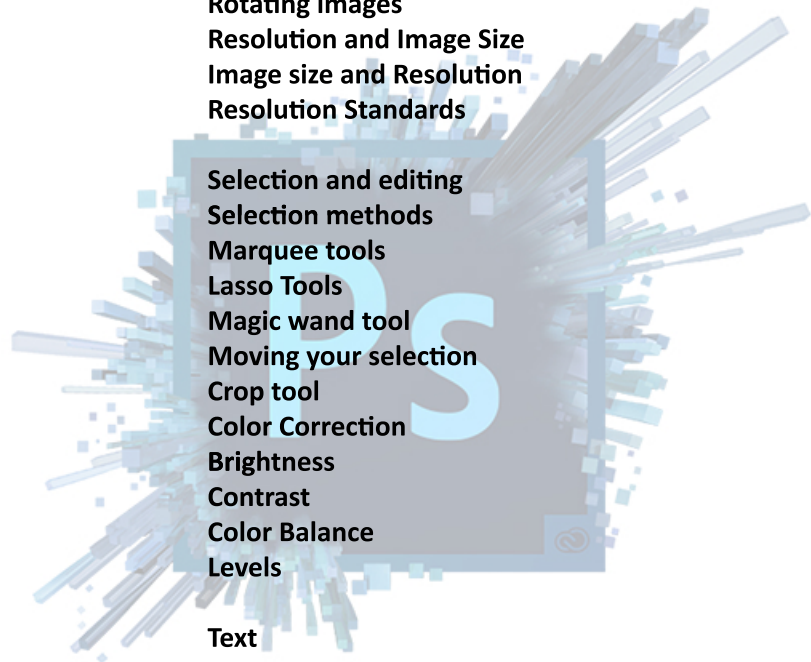 Rotating images
Resolution and Image Size
Image size and Resolution
Resolution Standards
Selection and editing
Selection methods
Marquee tools
Lasso Tools
Magic wand tool
Moving your selection
Crop tool
Color Correction
Brightness
Contrast
Color Balance
Levels
Text
Ps